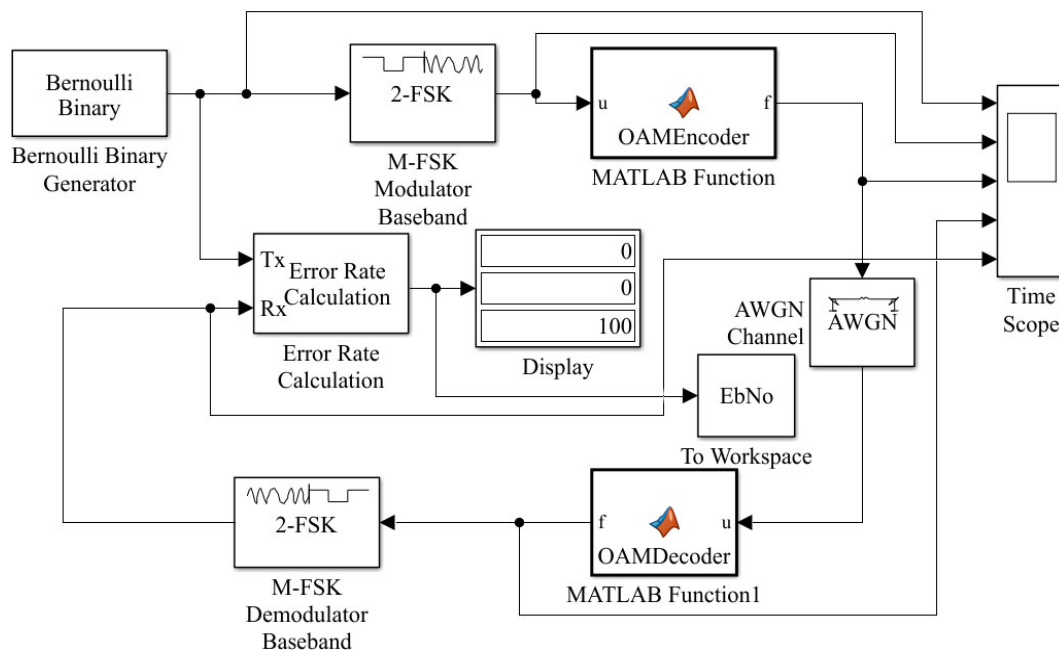 Bernoulli
Binary
Bernoulli Binary
Generator
2-FSK
M-FSK
Modulator
Baseband
u
f
OAMEncoder
MATLAB Function
Time
Scope
Tx
Rx
Error Rate
Calculation
Error Rate
Calculation
0
0
100
Display
AWGN
Channel
AWGN
EbNo
To Workspace
2-FSK
M-FSK
Demodulator
Baseband
f
u
OAMDecoder
MATLAB Function1